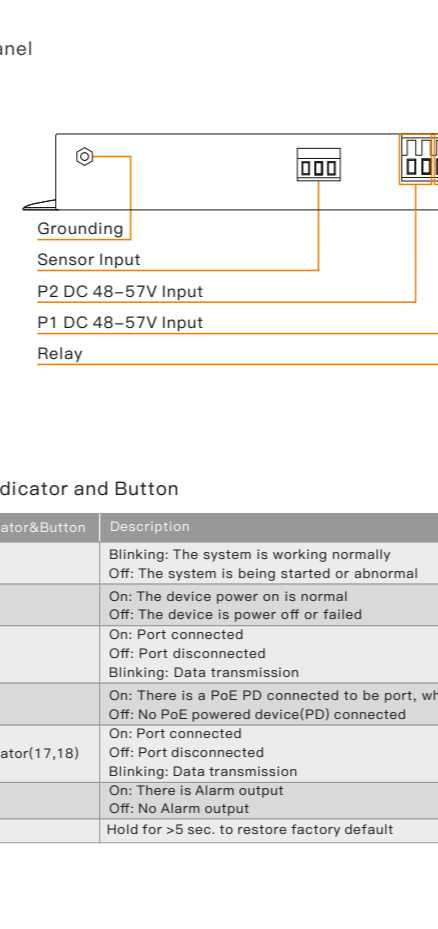 anel
Grounding
Sensor Input
P2 DC 48–57V Input
P1 DC 48–57V Input
Relay
dicator and Button
ator&Button Description
Blinking: The system is working normally
Off: The system is being started or abnormal
On: The device power on is normal
Off: The device is power off or failed
On: Port connected
Off: Port disconnected
Blinking: Data transmission
On: There is a PoE PD connected to be port, wh
Off: No PoE powered device(PD) connected
On: Port connected
ator(17,18) Off: Port disconnected
Blinking: Data transmission
On: There is Alarm output
Off: No Alarm output
Hold for >5 sec. to restore factory default